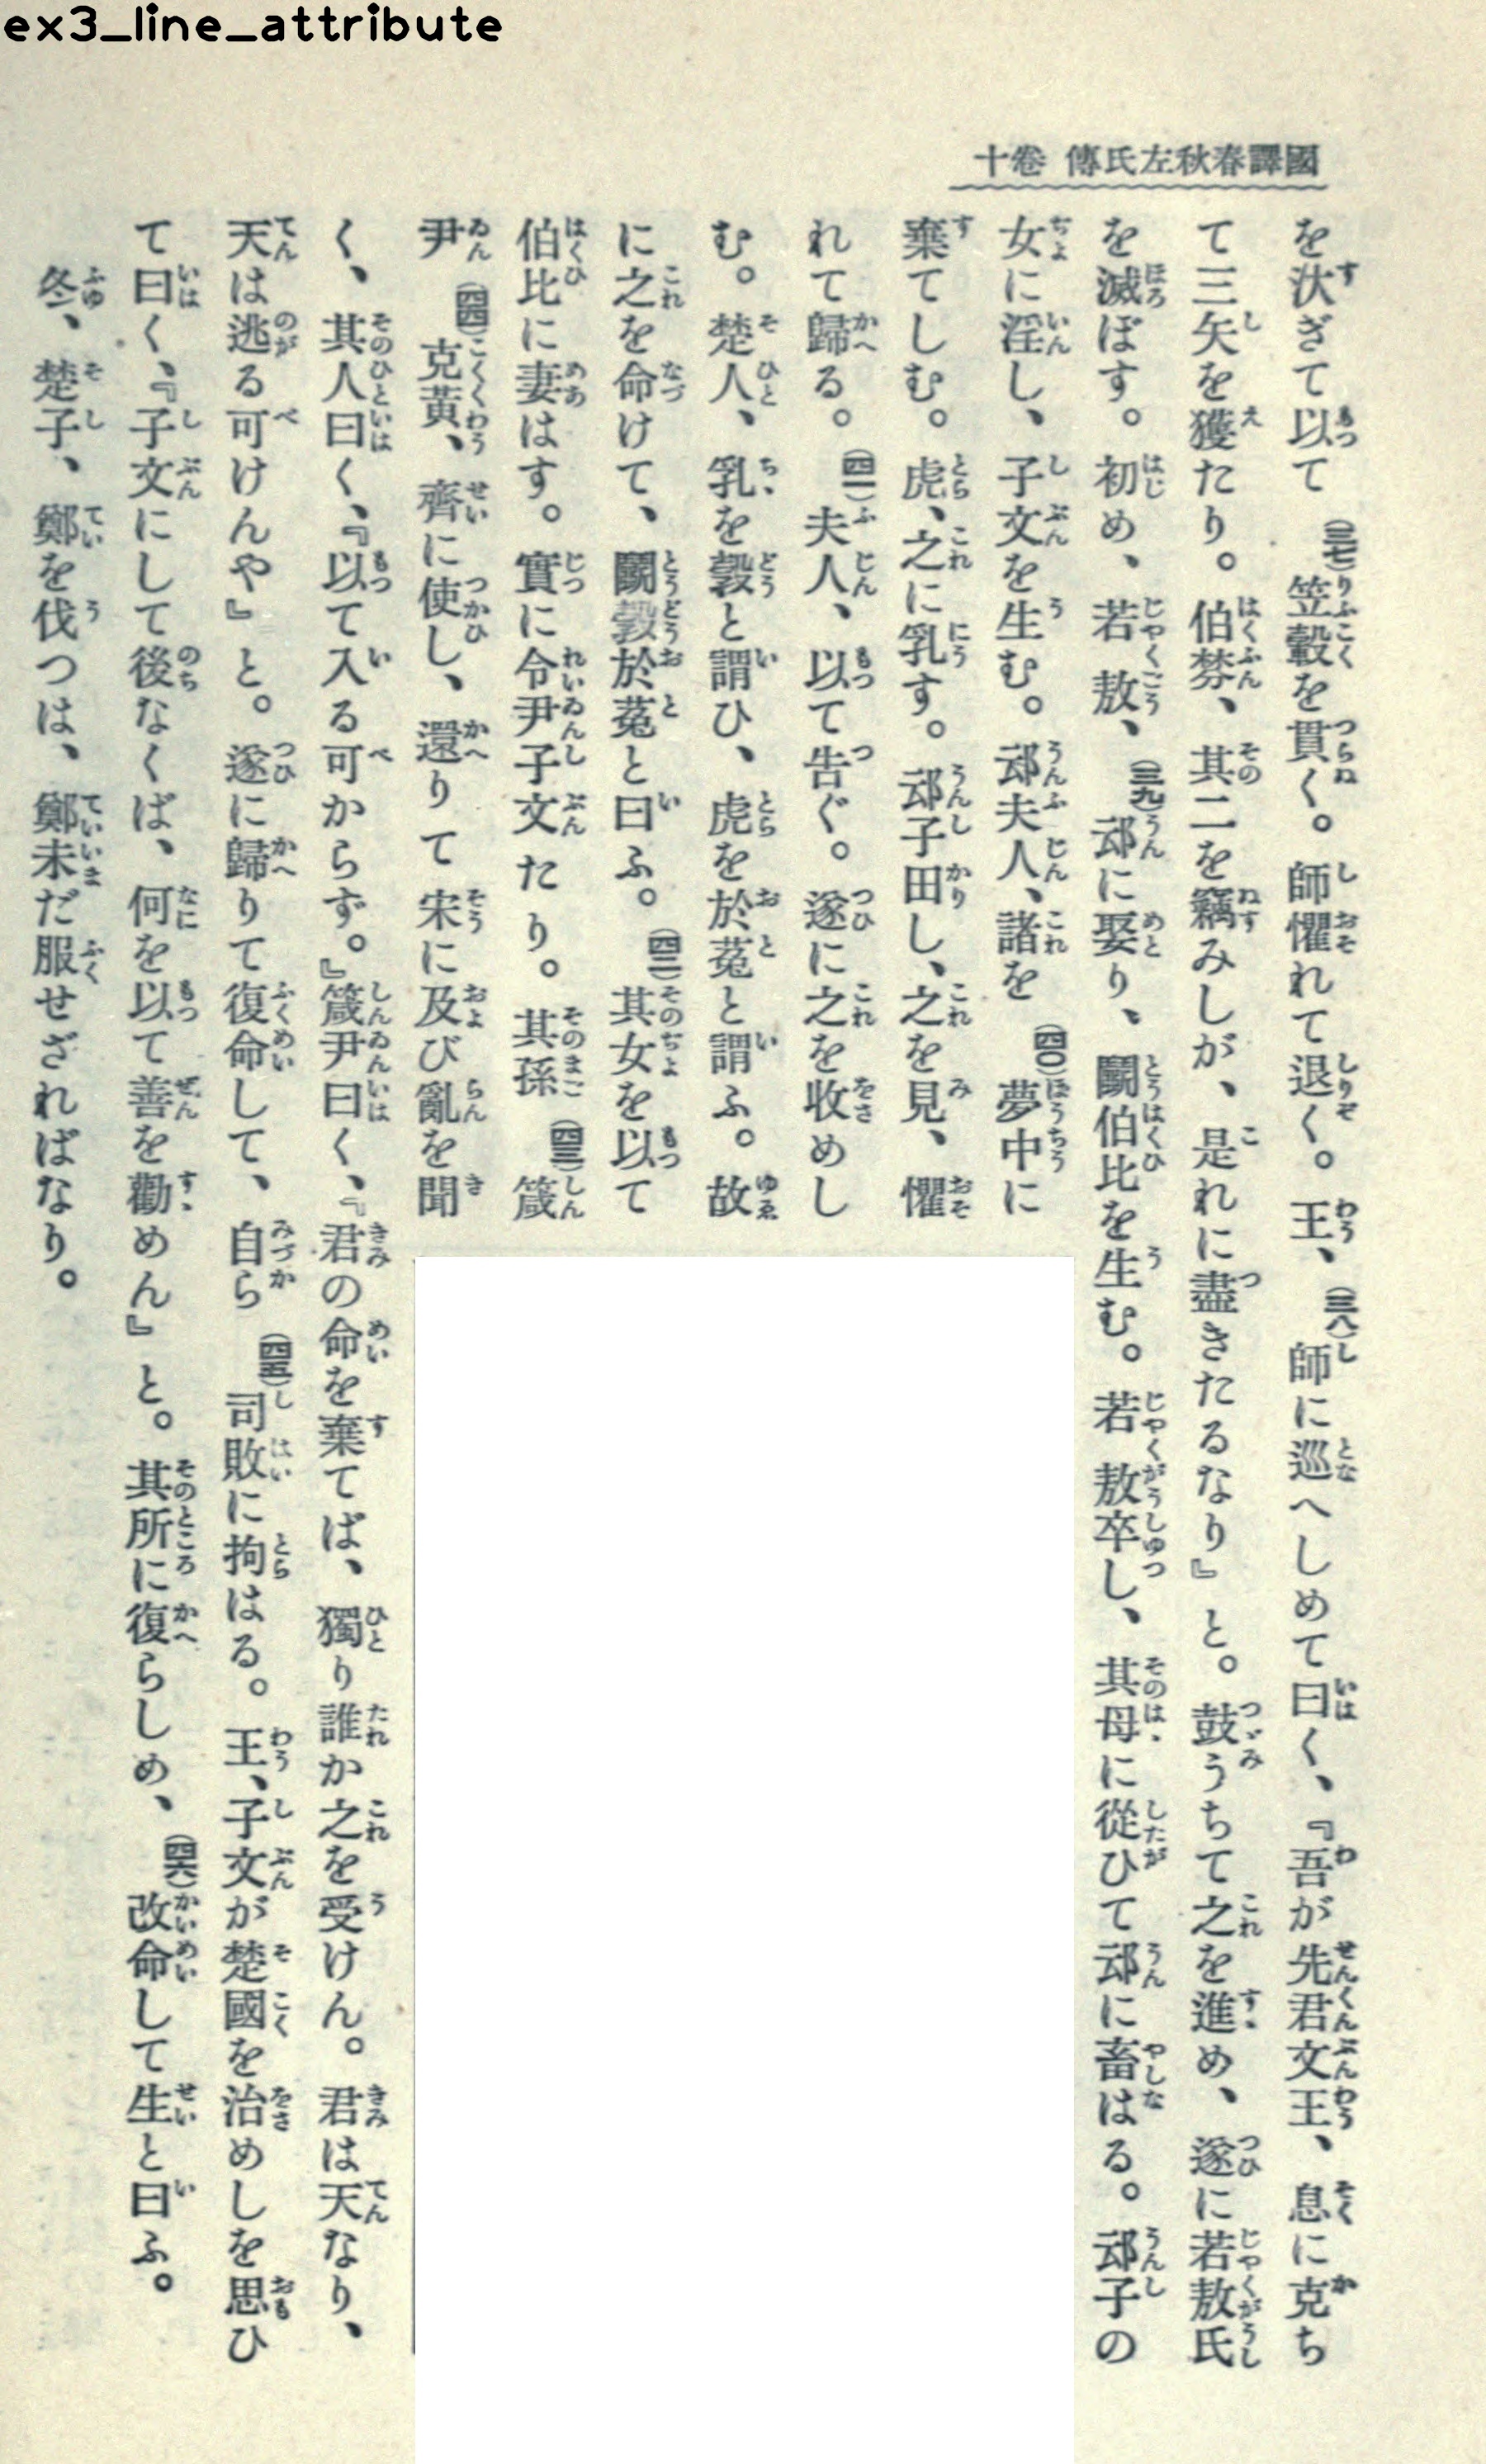 ex3_line_attribute
國譯春秋左氏傳 卷十
を汏ぎて以て(三七)笠轂を貫く。師懼れて退く。王、(三八)師に巡へしめて曰く、『吾が先君文王、息に克ち
て三矢を獲たり。伯棼、其二を竊みしが、是れに盡きたるなり』と。鼓うちて之を進め、遂に若敖氏
を滅ぼす。初め、若敖、(三九)䢵に娶り、鬭伯比を生む。若敖卒し、其母に從ひて䢵に畜はる。䢵子の
女に淫し、子文を生む。䢵夫人、諸を(四〇)夢中に
棄てしむ。虎、之に乳す。䢵子田し、之を見、懼
れて歸る。(四一)夫人、以て告ぐ。遂に之を收めし
む。楚人、乳を穀と謂ひ、虎を於菟と謂ふ。故
に之を命けて、鬭穀於菟と曰ふ。(四二)其女を以て
伯比に妻はす。實に令尹子文たり。其孫(四三)箴
尹(四四)克黃、齊に使し、還りて宋に及び亂を聞
く、其人曰く、『以て入る可からず。』箴尹曰く、『君の命を棄てば、獨り誰か之を受けん。君は天なり、
天は逃る可けんや』と。遂に歸りて復命して、自ら(四五)司敗に拘はる。王、子文が楚國を治めしを思ひ
て曰く、『子文にして後なくば、何を以て善を勸めん』と。其所に復らしめ、(四六)改命して生と曰ふ。
冬、楚子、鄭を伐つは、鄭未だ服せざればなり。